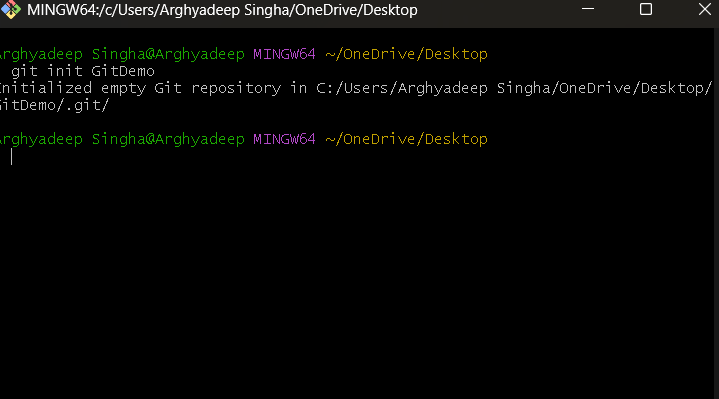 MINGW64:/c/Users/Arghyadeep Singha/OneDrive/Desktop
Arghyadeep Singha@Arghyadeep MINGW64 ~/OneDrive/Desktop
git init GitDemo
Initialized empty Git repository in C:/Users/Arghyadeep Singha/OneDrive/Desktop/
GitDemo/.git/
Arghyadeep Singha@Arghyadeep MINGW64 ~/OneDrive/Desktop